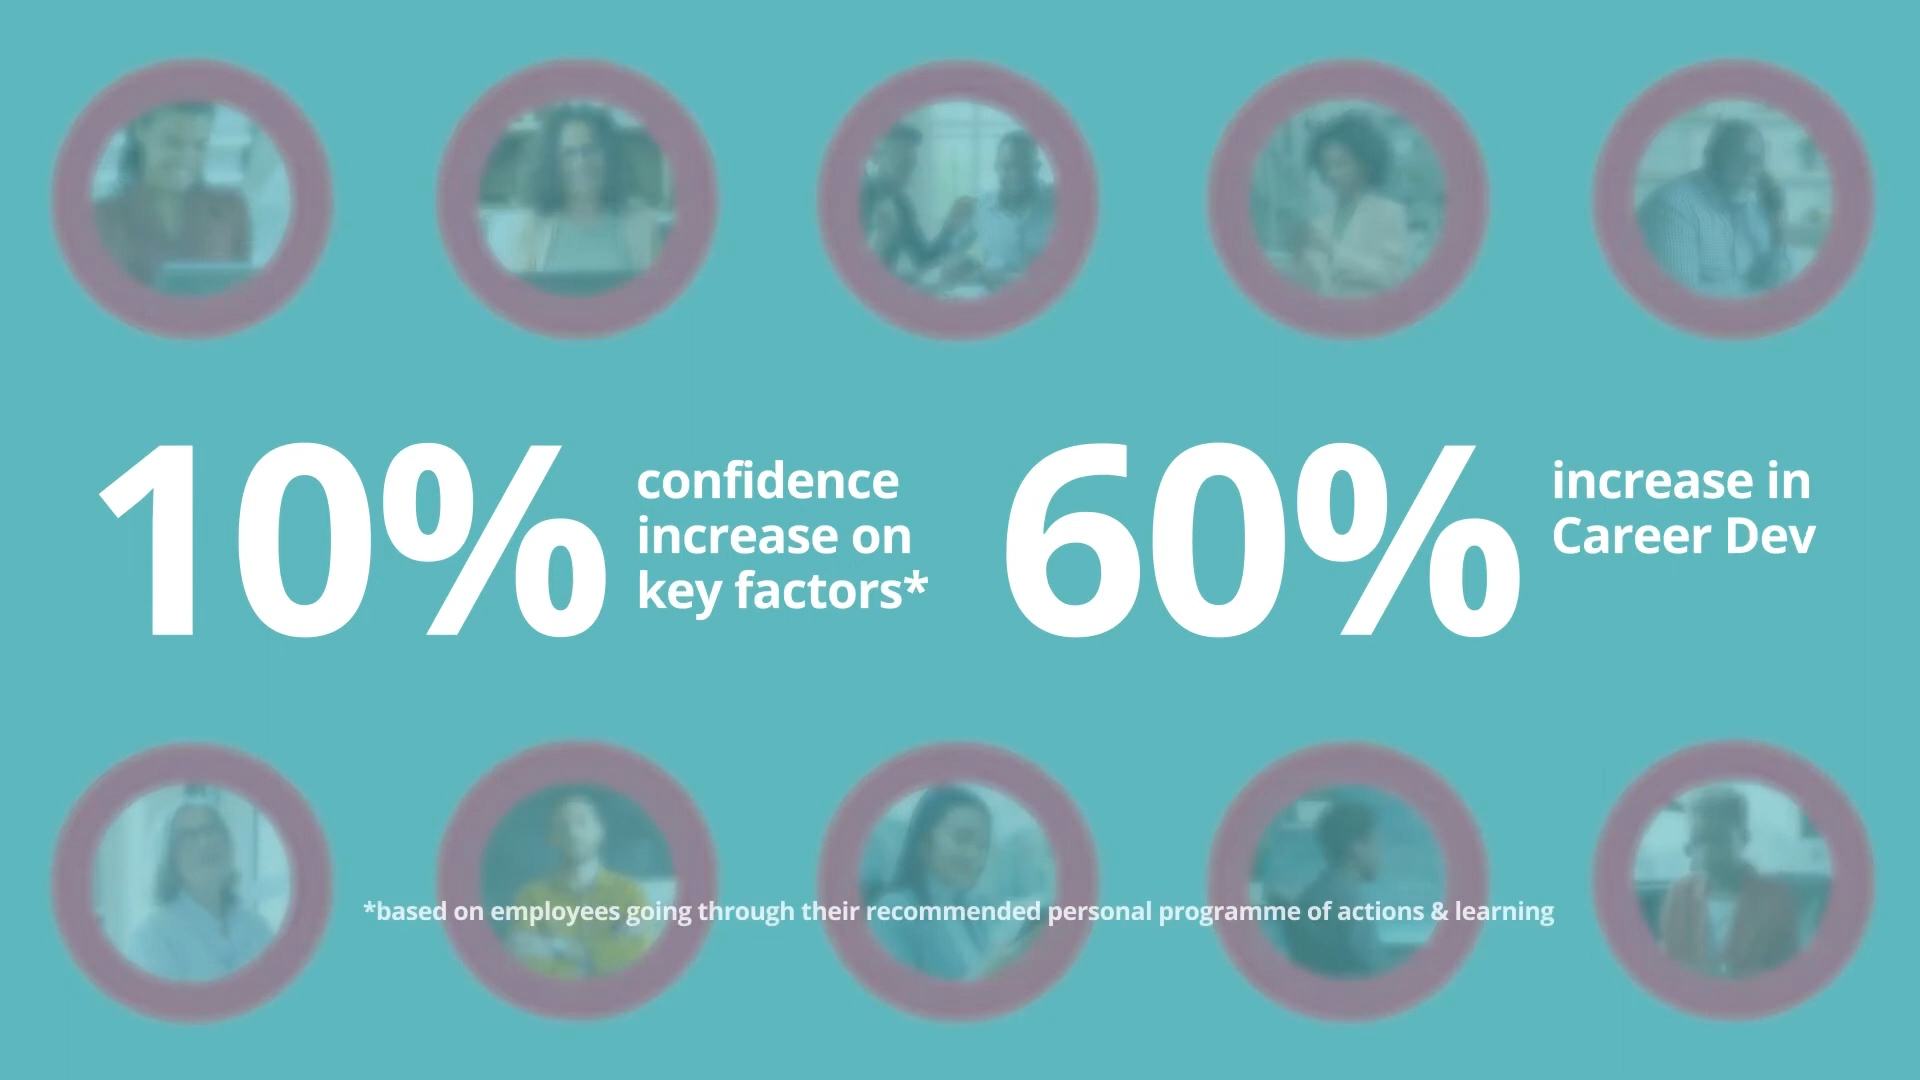 10%
confidence
increase on
key factors*
60%
increase in
Career Dev
*based on employees going through their recommended personal programme of actions & learning